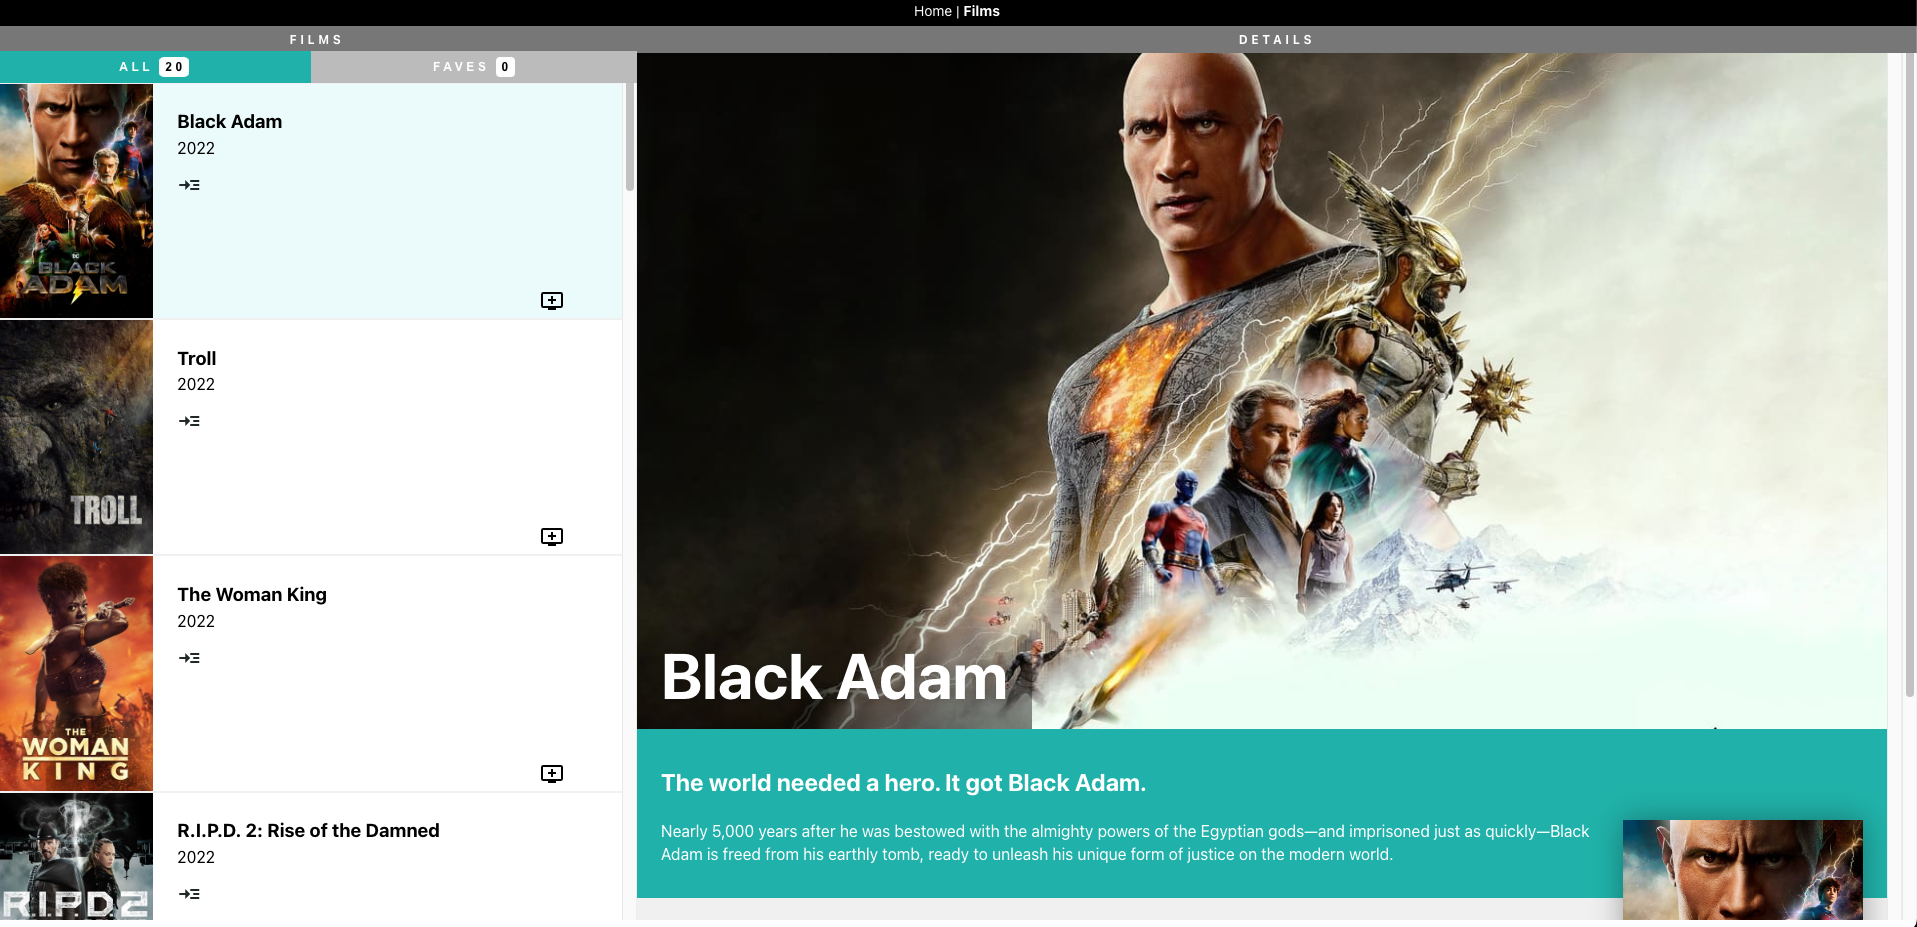 Home | Films
FILMS
DETAILS
ALL 20
FAVES 0
Black Adam
2022
DC
BLACK
ADAM
Troll
2022
TROLL
The Woman King
2022
THE
WOMAN
KING
R.I.P.D. 2: Rise of the Damned
2022
R.I.P.D.2
Black Adam
The world needed a hero. It got Black Adam.
Nearly 5,000 years after he was bestowed with the almighty powers of the Egyptian gods—and imprisoned just as quickly—Black
Adam is freed from his earthly tomb, ready to unleash his unique form of justice on the modern world.